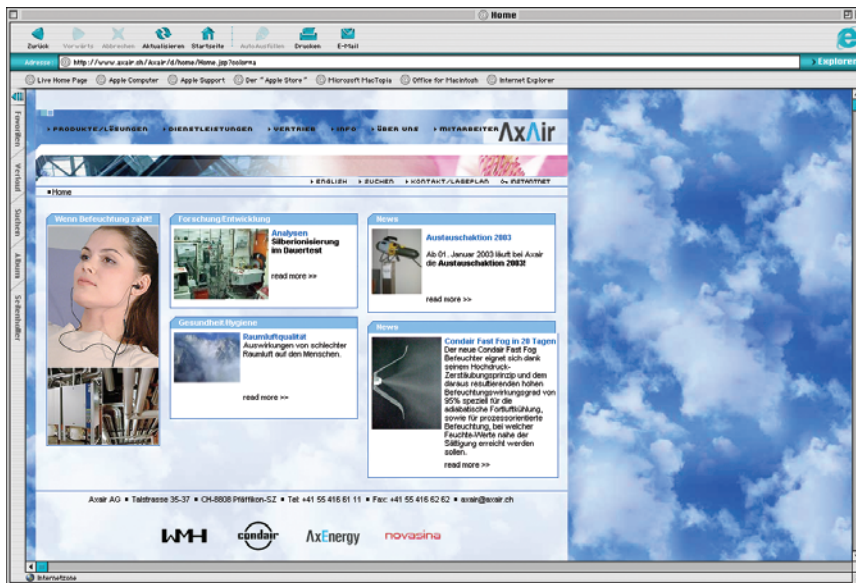 Home
Zurück Vorwärts Abbrechen Aktualisieren Startseite AutoAusfüllen Drucken E-Mail
Adresse: http://www.axair.ch/Axair/d/home/Home.jsp?colorma Explorer
Live Home Page Apple Computer Apple Support Der "Apple Store" Microsoft MacTopia Office for Macintosh Internet Explorer
Favoriten
Verlauf
Suchen
Albums
Seitenhalter
PRODUKTE/LÖSUNGEN DIENSTLEISTUNGEN VERTRIEB INFO ÜBER UNS MITARBEITER AxAir
ENGLISH SUCHEN KONTAKT/LAGEPLAN INSTANTNET
Home
Wenn Befeuchtung zählt!
Forschung/Entwicklung
Analysen
Silberionisierung
im Dauertest
read more >>
News
Austauschaktion 2003
Ab 01. Januar 2003 läuft bei Axair
die Austauschaktion 2003!
read more >>
Gesundheit Hygiene
Raumluftqualität
Auswirkungen von schlechter
Raumluft auf den Menschen.
read more >>
News
Condair Fast Fog in 20 Tagen
Der neue Condair Fast Fog
Befeuchter eignet sich dank
seinem Hochdruck-
Zerstäubungsprinzip und dem
daraus resultierenden hohen
Befeuchtungswirkungsgrad von
95% speziell für die
adiabatische Fortluftkühlung,
sowie für prozessorientierte
Befeuchtung, bei welcher
Feuchte-Werte nahe der
Sättigung erreicht werden
sollen.
read more >>
Axair AG ▪ Talstrasse 35-37 ▪ CH-8808 Pfäffikon-SZ ▪ Tel: +41 55 416 61 11 ▪ Fax: +41 55 416 62 62 ▪ axair@axair.ch
WMH condair AxEnergy novasina
Internetzone